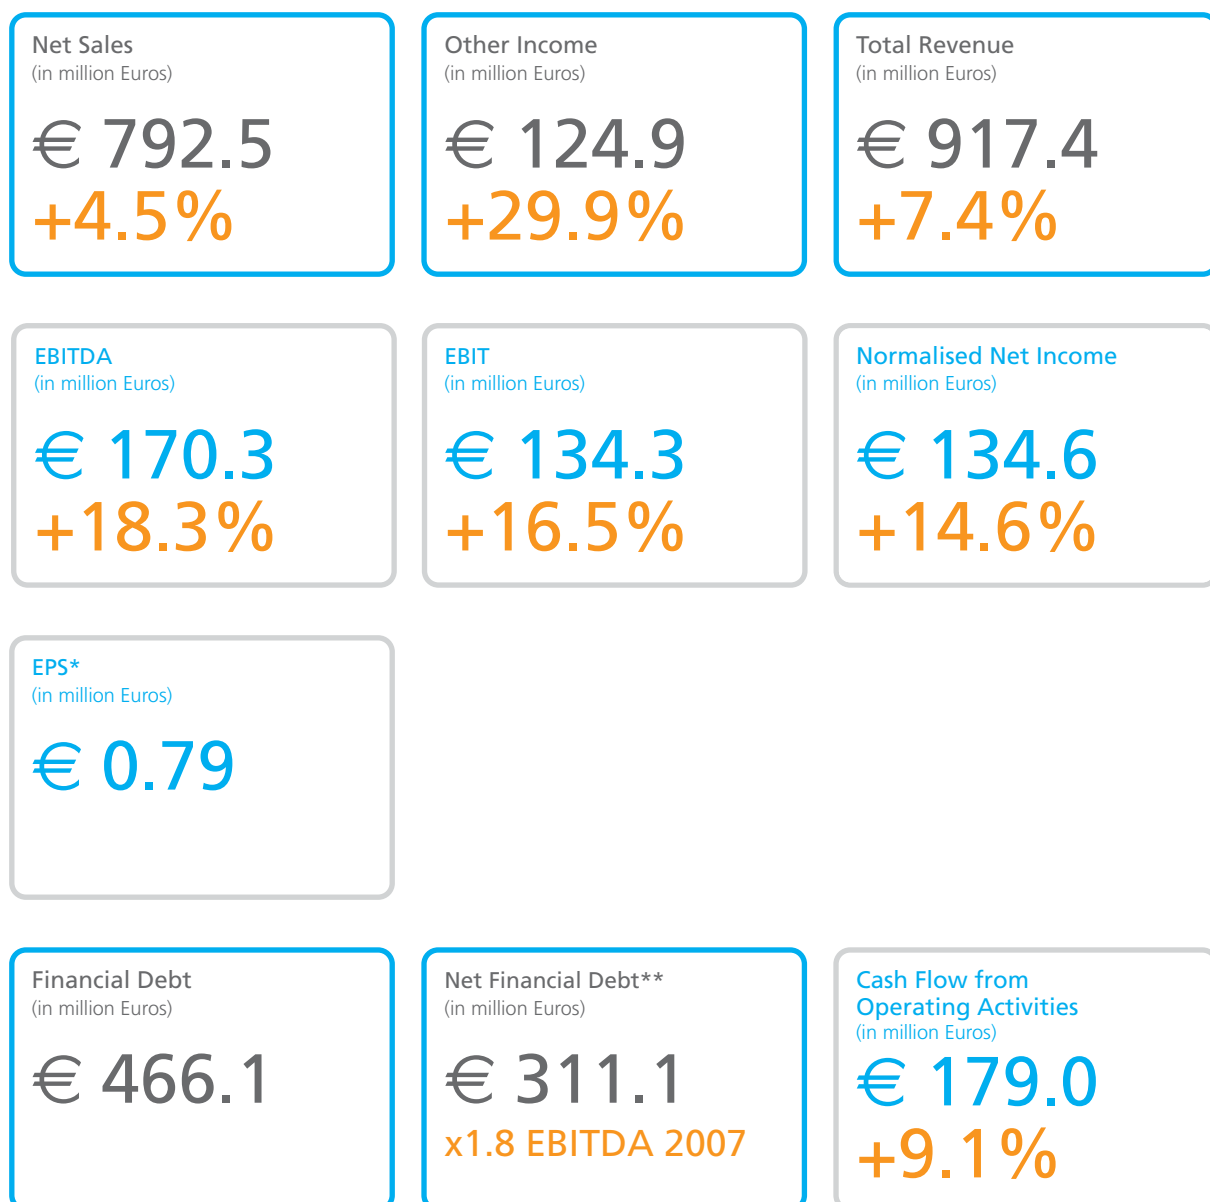 Net Sales
(in million Euros)
€ 792.5
+4.5%
Other Income
(in million Euros)
€ 124.9
+29.9%
Total Revenue
(in million Euros)
€ 917.4
+7.4%
EBITDA
(in million Euros)
€ 170.3
+18.3%
EBIT
(in million Euros)
€ 134.3
+16.5%
Normalised Net Income
(in million Euros)
€ 134.6
+14.6%
EPS*
(in million Euros)
€ 0.79
Financial Debt
(in million Euros)
€ 466.1
Net Financial Debt**
(in million Euros)
€ 311.1
x1.8 EBITDA 2007
Cash Flow from
Operating Activities
(in million Euros)
€ 179.0
+9.1%